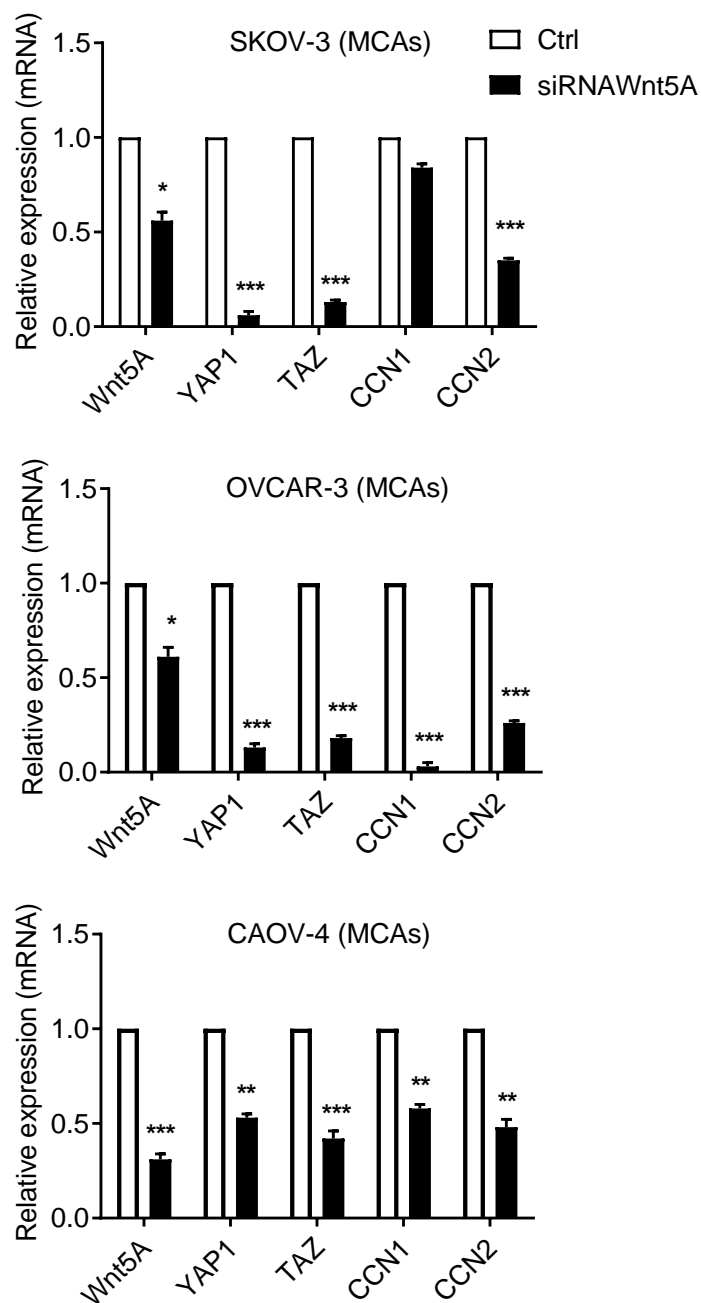 SKOV-3 (MCAs)
Ctrl
siRNAWnt5A
Relative expression (mRNA)
1.5
1.0
0.5
0.0
*
***
***
***
Wnt5A
YAP1
TAZ
CCN1
CCN2
OVCAR-3 (MCAs)
Relative expression (mRNA)
1.5
1.0
0.5
0.0
*
***
***
***
***
Wnt5A
YAP1
TAZ
CCN1
CCN2
CAOV-4 (MCAs)
Relative expression (mRNA)
1.5
1.0
0.5
0.0
***
**
***
**
**
Wnt5A
YAP1
TAZ
CCN1
CCN2